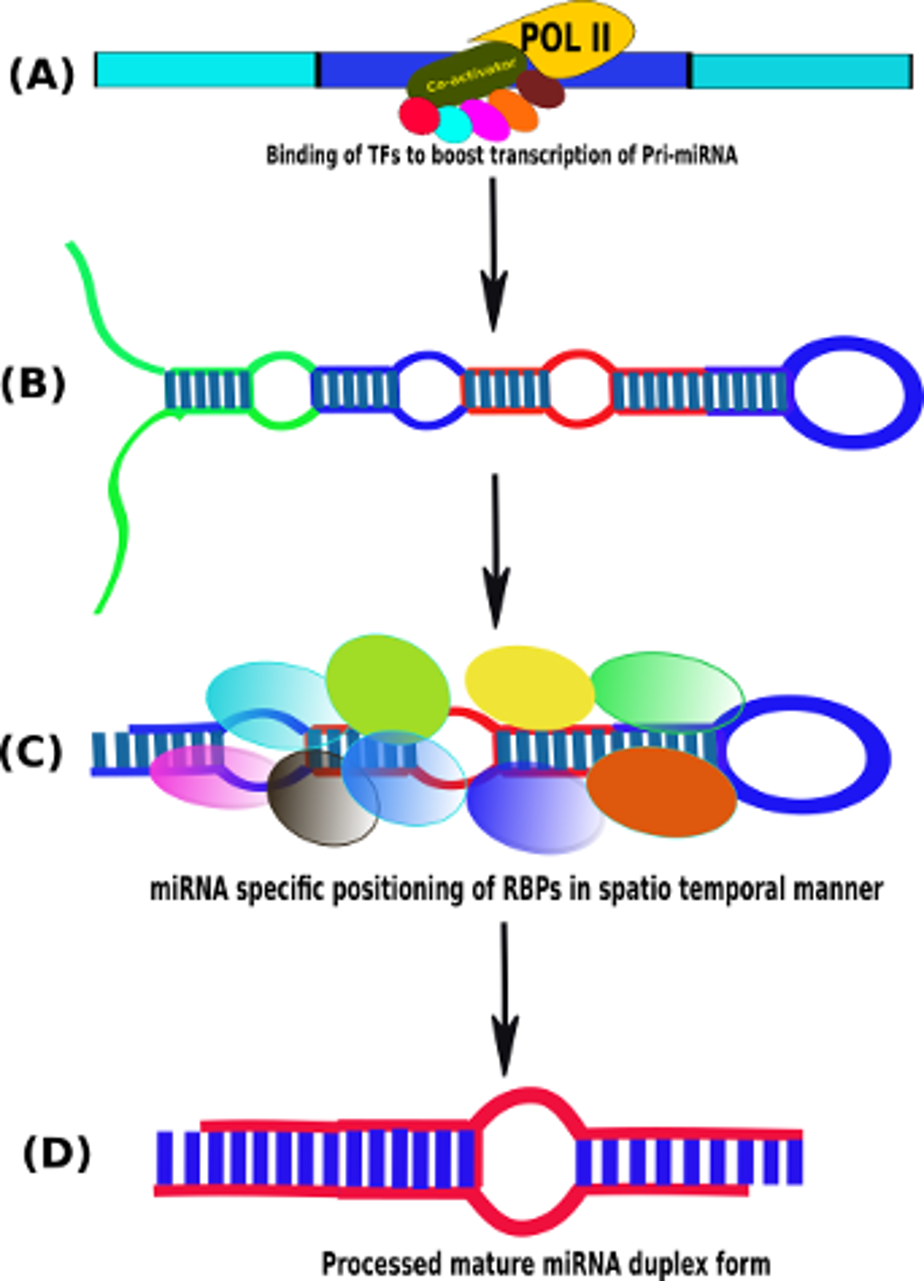 (A)
POL II
Co-activator
Binding of TFs to boost transcription of Pri-miRNA
(B)
(C)
miRNA specific positioning of RBPs in spatio temporal manner
(D)
Processed mature miRNA duplex form